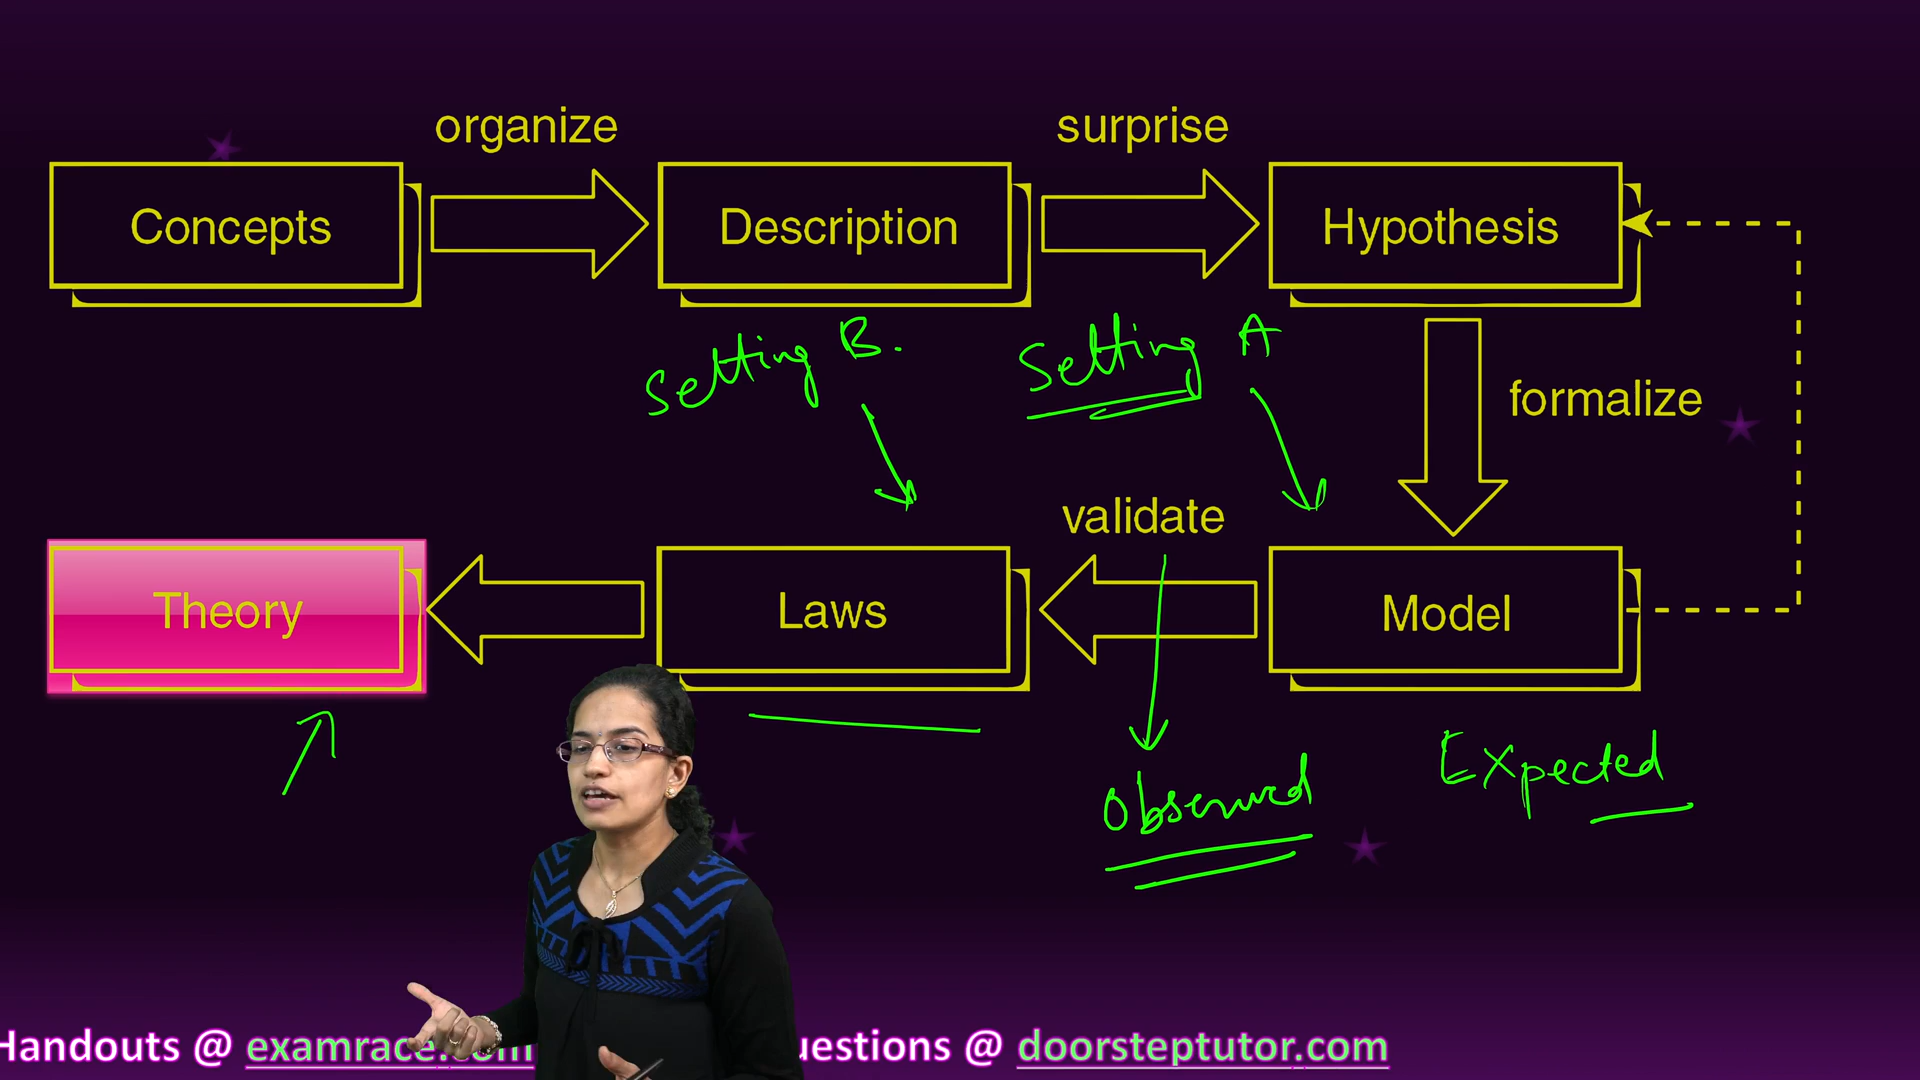 organize
surprise
Concepts
Description
Hypothesis
Setting B.
Setting A
formalize
validate
Theory
Laws
Model
Observed
Expected
Handouts @ examrace.com
uestions @ doorsteptutor.com